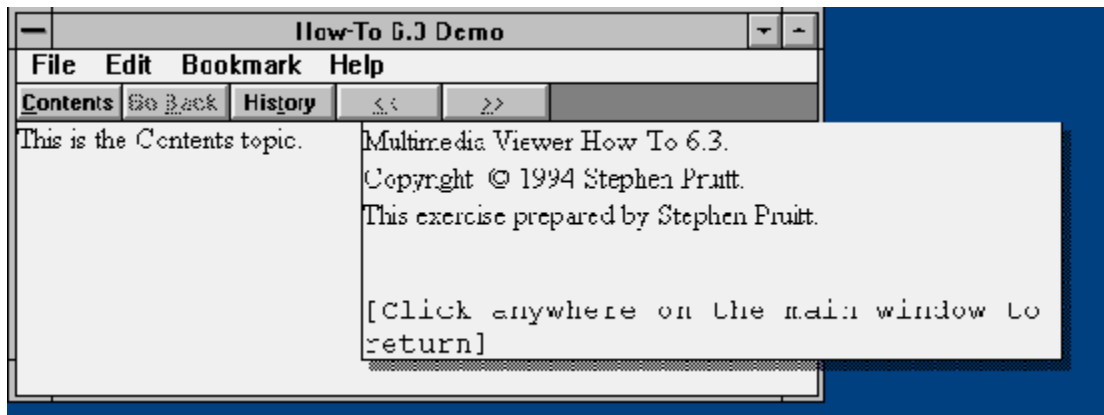 How-To 6.3 Demo
File Edit Bookmark Help
Contents Go Back History << >>
This is the Contents topic.
Multimedia Viewer How To 6.3.
Copyright © 1994 Stephen Pruitt.
This exercise prepared by Stephen Pruitt.
[Click anywhere on the main window to
return]